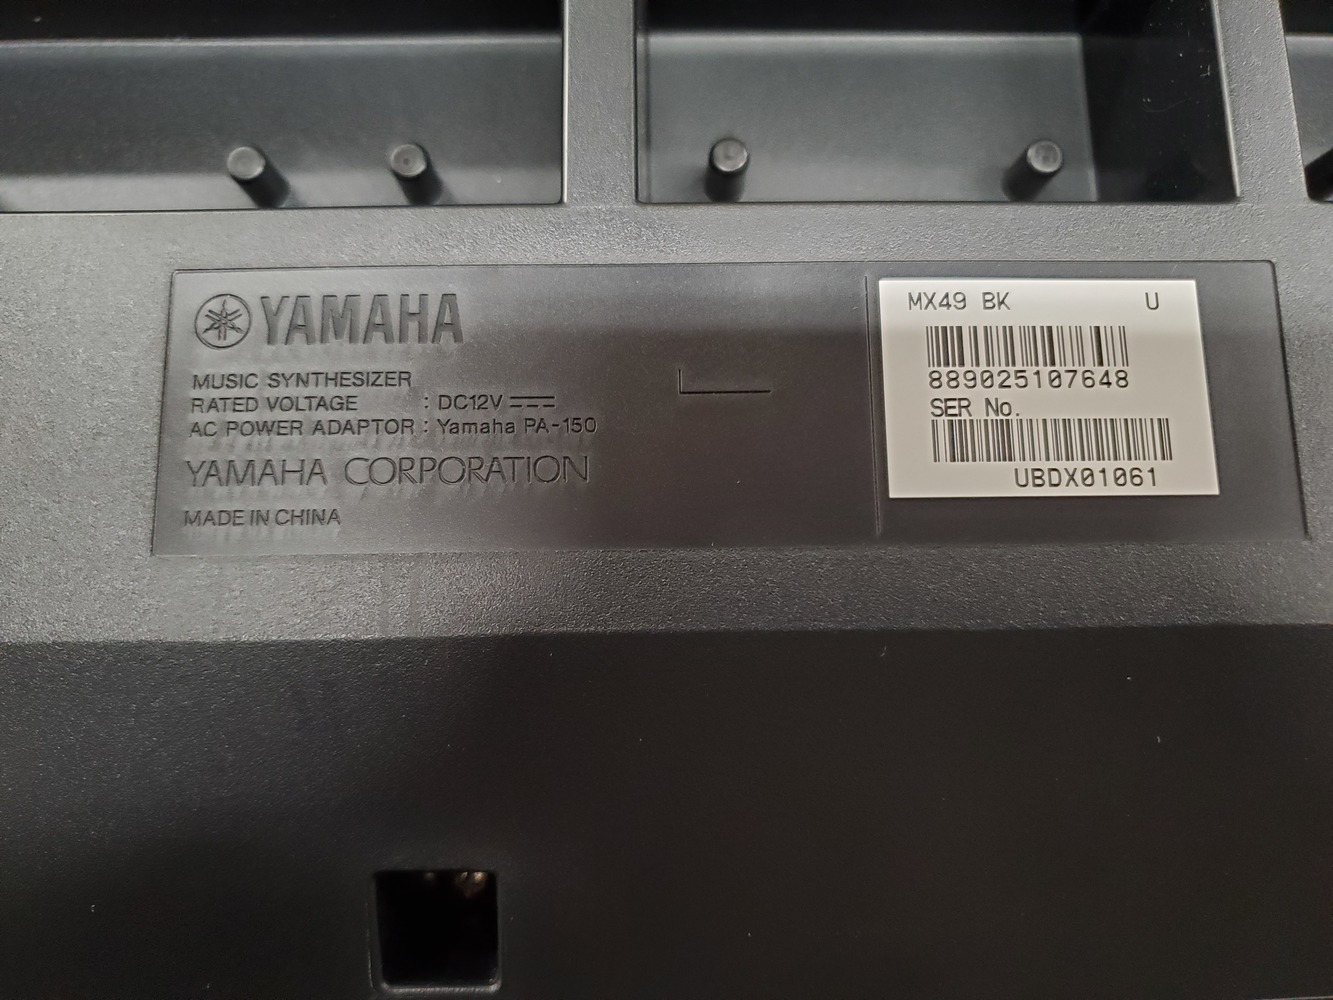 YAMAHA
MUSIC SYNTHESIZER
RATED VOLTAGE : DC12V
AC POWER ADAPTOR : Yamaha PA-150
YAMAHA CORPORATION
MADE IN CHINA
MX49 BK U
889025107648
SER No.
UBDX01061